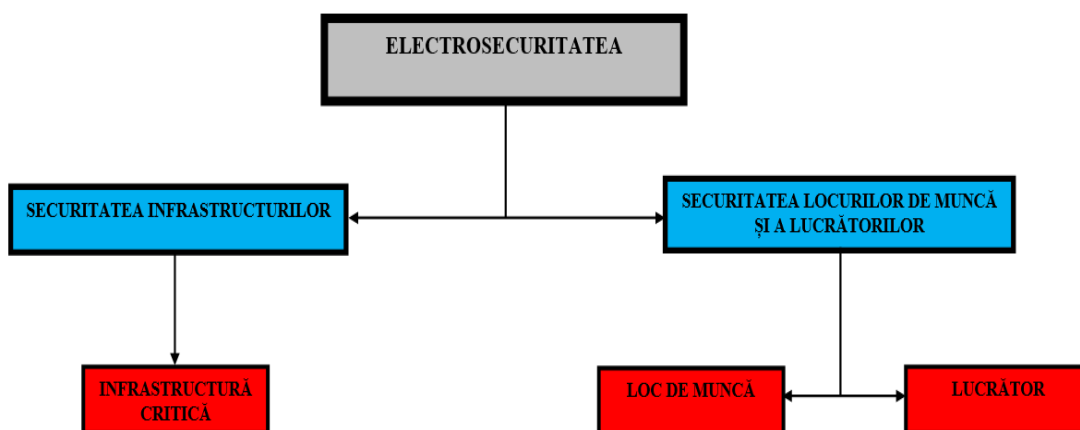 ELECTROSECURITATEA
SECURITATEA INFRASTRUCTURILOR
SECURITATEA LOCURILOR DE MUNCĂ
ȘI A LUCRĂTORILOR
INFRASTRUCTURĂ
CRITICĂ
LOC DE MUNCĂ
LUCRĂTOR